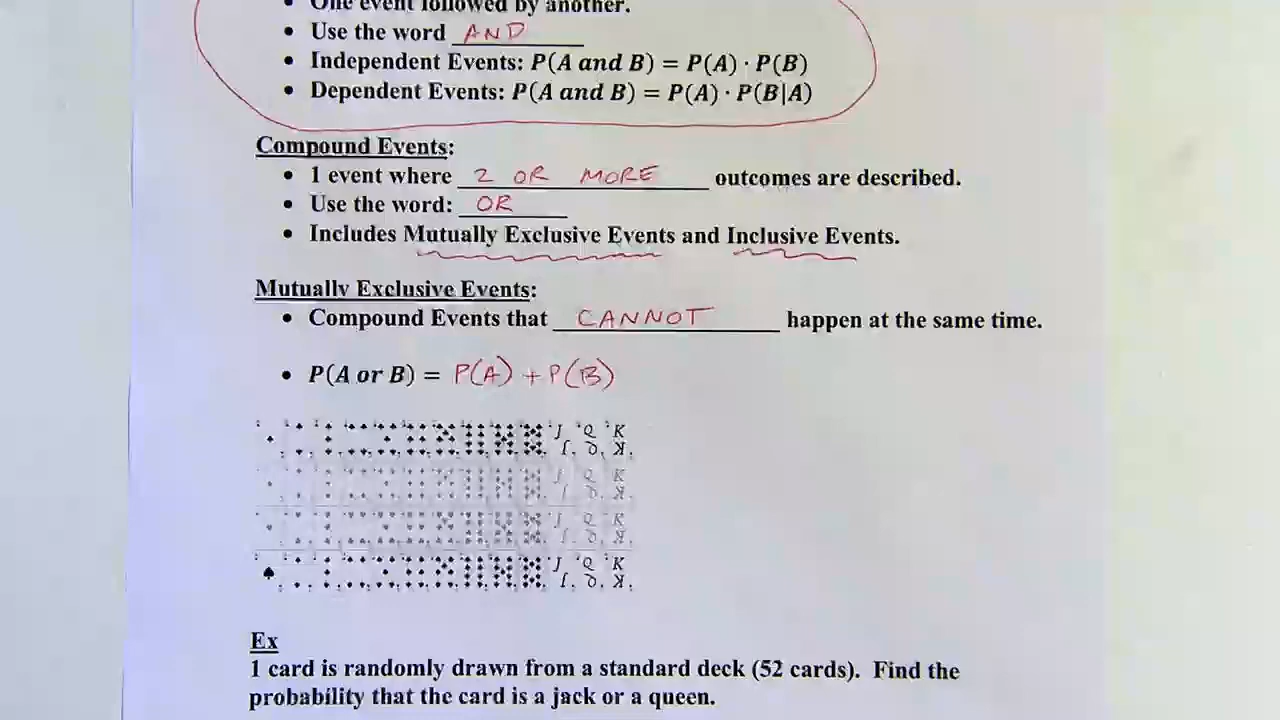 • One event followed by another.
• Use the word AND
• Independent Events: P(A and B) = P(A) · P(B)
• Dependent Events: P(A and B) = P(A) · P(B|A)
Compound Events:
• 1 event where 2 OR MORE outcomes are described.
• Use the word: OR
• Includes Mutually Exclusive Events and Inclusive Events.
Mutually Exclusive Events:
• Compound Events that CANNOT happen at the same time.
• P(A or B) = P(A) + P(B)
J Q K
J Q K
J Q K
J Q K
J Q K
J Q K
J Q K
J Q K
Ex
1 card is randomly drawn from a standard deck (52 cards). Find the
probability that the card is a jack or a queen.